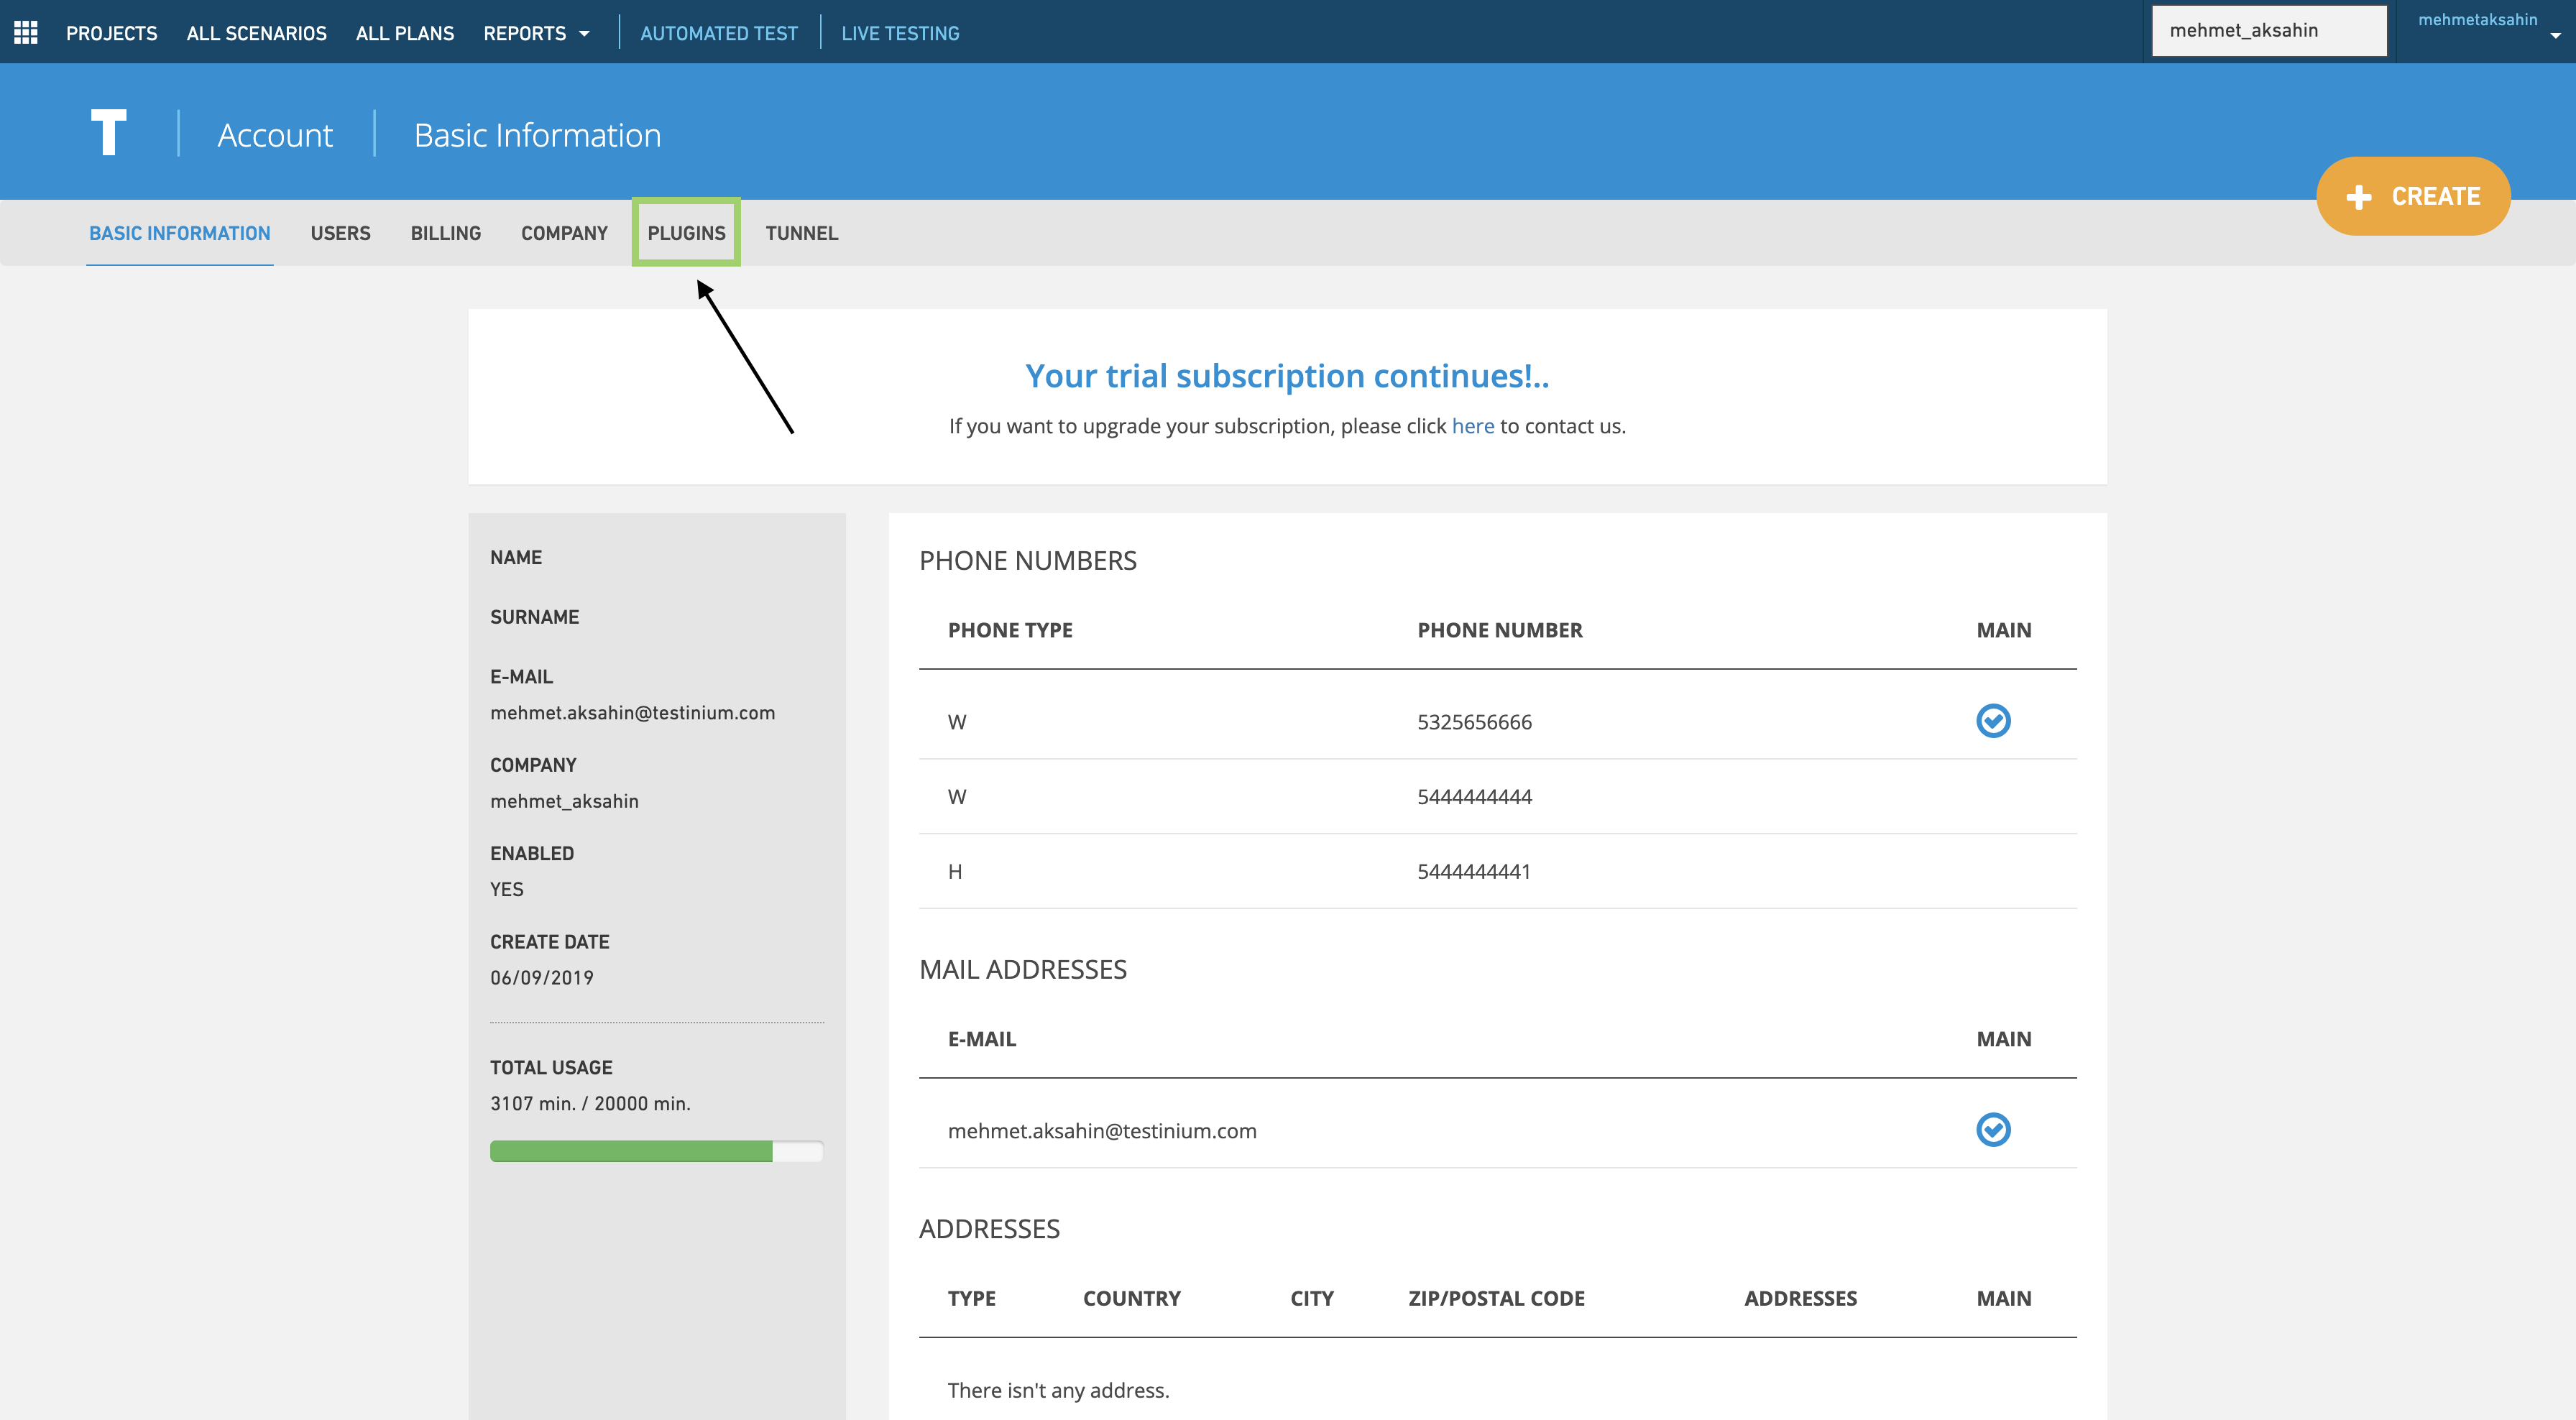 PROJECTS ALL SCENARIOS ALL PLANS REPORTS AUTOMATED TEST LIVE TESTING mehmet_aksahin mehmetaksahin
T Account Basic Information
CREATE
BASIC INFORMATION USERS BILLING COMPANY PLUGINS TUNNEL
Your trial subscription continues!..
If you want to upgrade your subscription, please click here to contact us.
NAME
SURNAME
E-MAIL
mehmet.aksahin@testinium.com
COMPANY
mehmet_aksahin
ENABLED
YES
CREATE DATE
06/09/2019
TOTAL USAGE
3107 min. / 20000 min.
PHONE NUMBERS
PHONE TYPE PHONE NUMBER MAIN
W 5325656666
W 5444444444
H 5444444441
MAIL ADDRESSES
E-MAIL MAIN
mehmet.aksahin@testinium.com
ADDRESSES
TYPE COUNTRY CITY ZIP/POSTAL CODE ADDRESSES MAIN
There isn't any address.